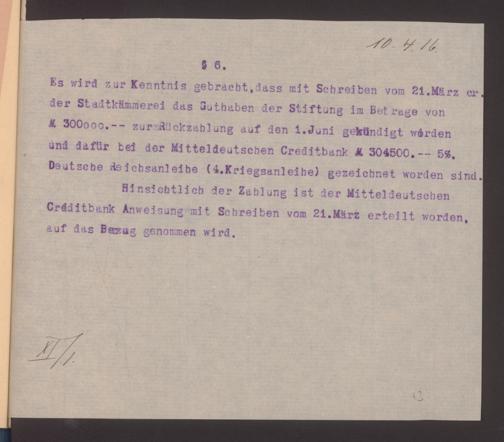 10.4.16
§ 6.
Es wird zur Kenntnis gebracht, dass mit Schreiben vom 21.März cr.
der Stadtkämmerei das Guthaben der Stiftung im Betrage von
M 300000.-- zur Rückzahlung auf den 1.Juni gekündigt worden
und dafür bei der Mitteldeutschen Creditbank M 304500.-- 5%.
Deutsche Reichsanleihe (4.Kriegsanleihe) gezeichnet worden sind.
Hinsichtlich der Zahlung ist der Mitteldeutschen
Creditbank Anweisung mit Schreiben vom 21.März erteilt worden,
auf das Bezug genommen wird.
XI/1.